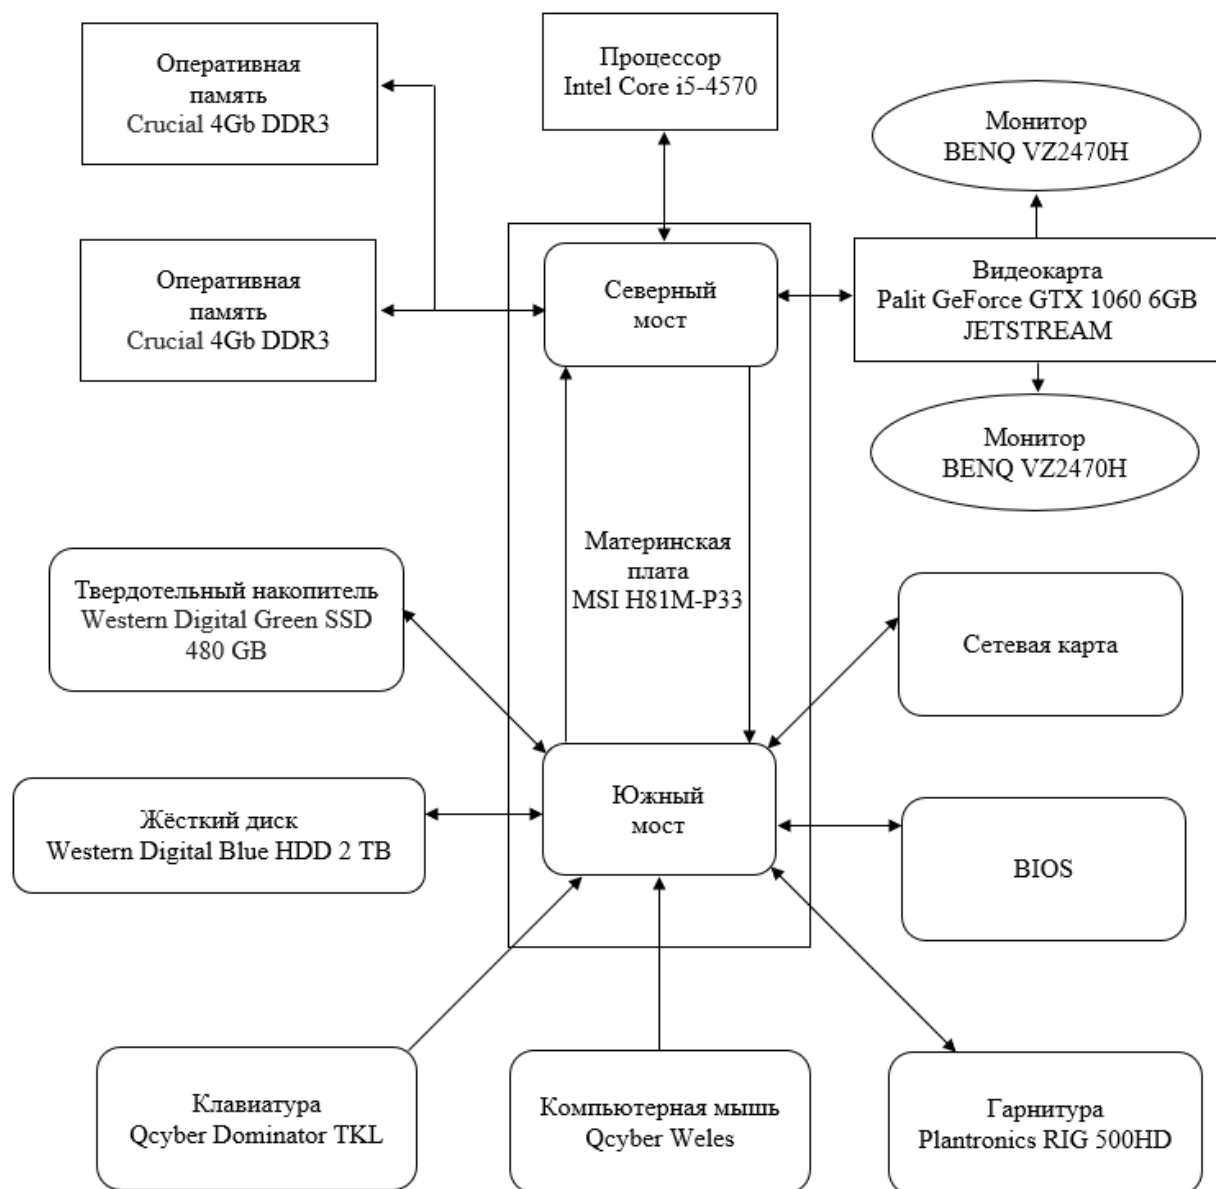 Оперативная
память
Crucial 4Gb DDR3
Процессор
Intel Core i5-4570
Монитор
BENQ VZ2470H
Оперативная
память
Crucial 4Gb DDR3
Северный
мост
Видеокарта
Palit GeForce GTX 1060 6GB
JETSTREAM
Монитор
BENQ VZ2470H
Материнская
плата
MSI H81M-P33
Твердотельный накопитель
Western Digital Green SSD
480 GB
Сетевая карта
Жёсткий диск
Western Digital Blue HDD 2 TB
Южный
мост
BIOS
Клавиатура
Qcyber Dominator TKL
Компьютерная мышь
Qcyber Weles
Гарнитура
Plantronics RIG 500HD